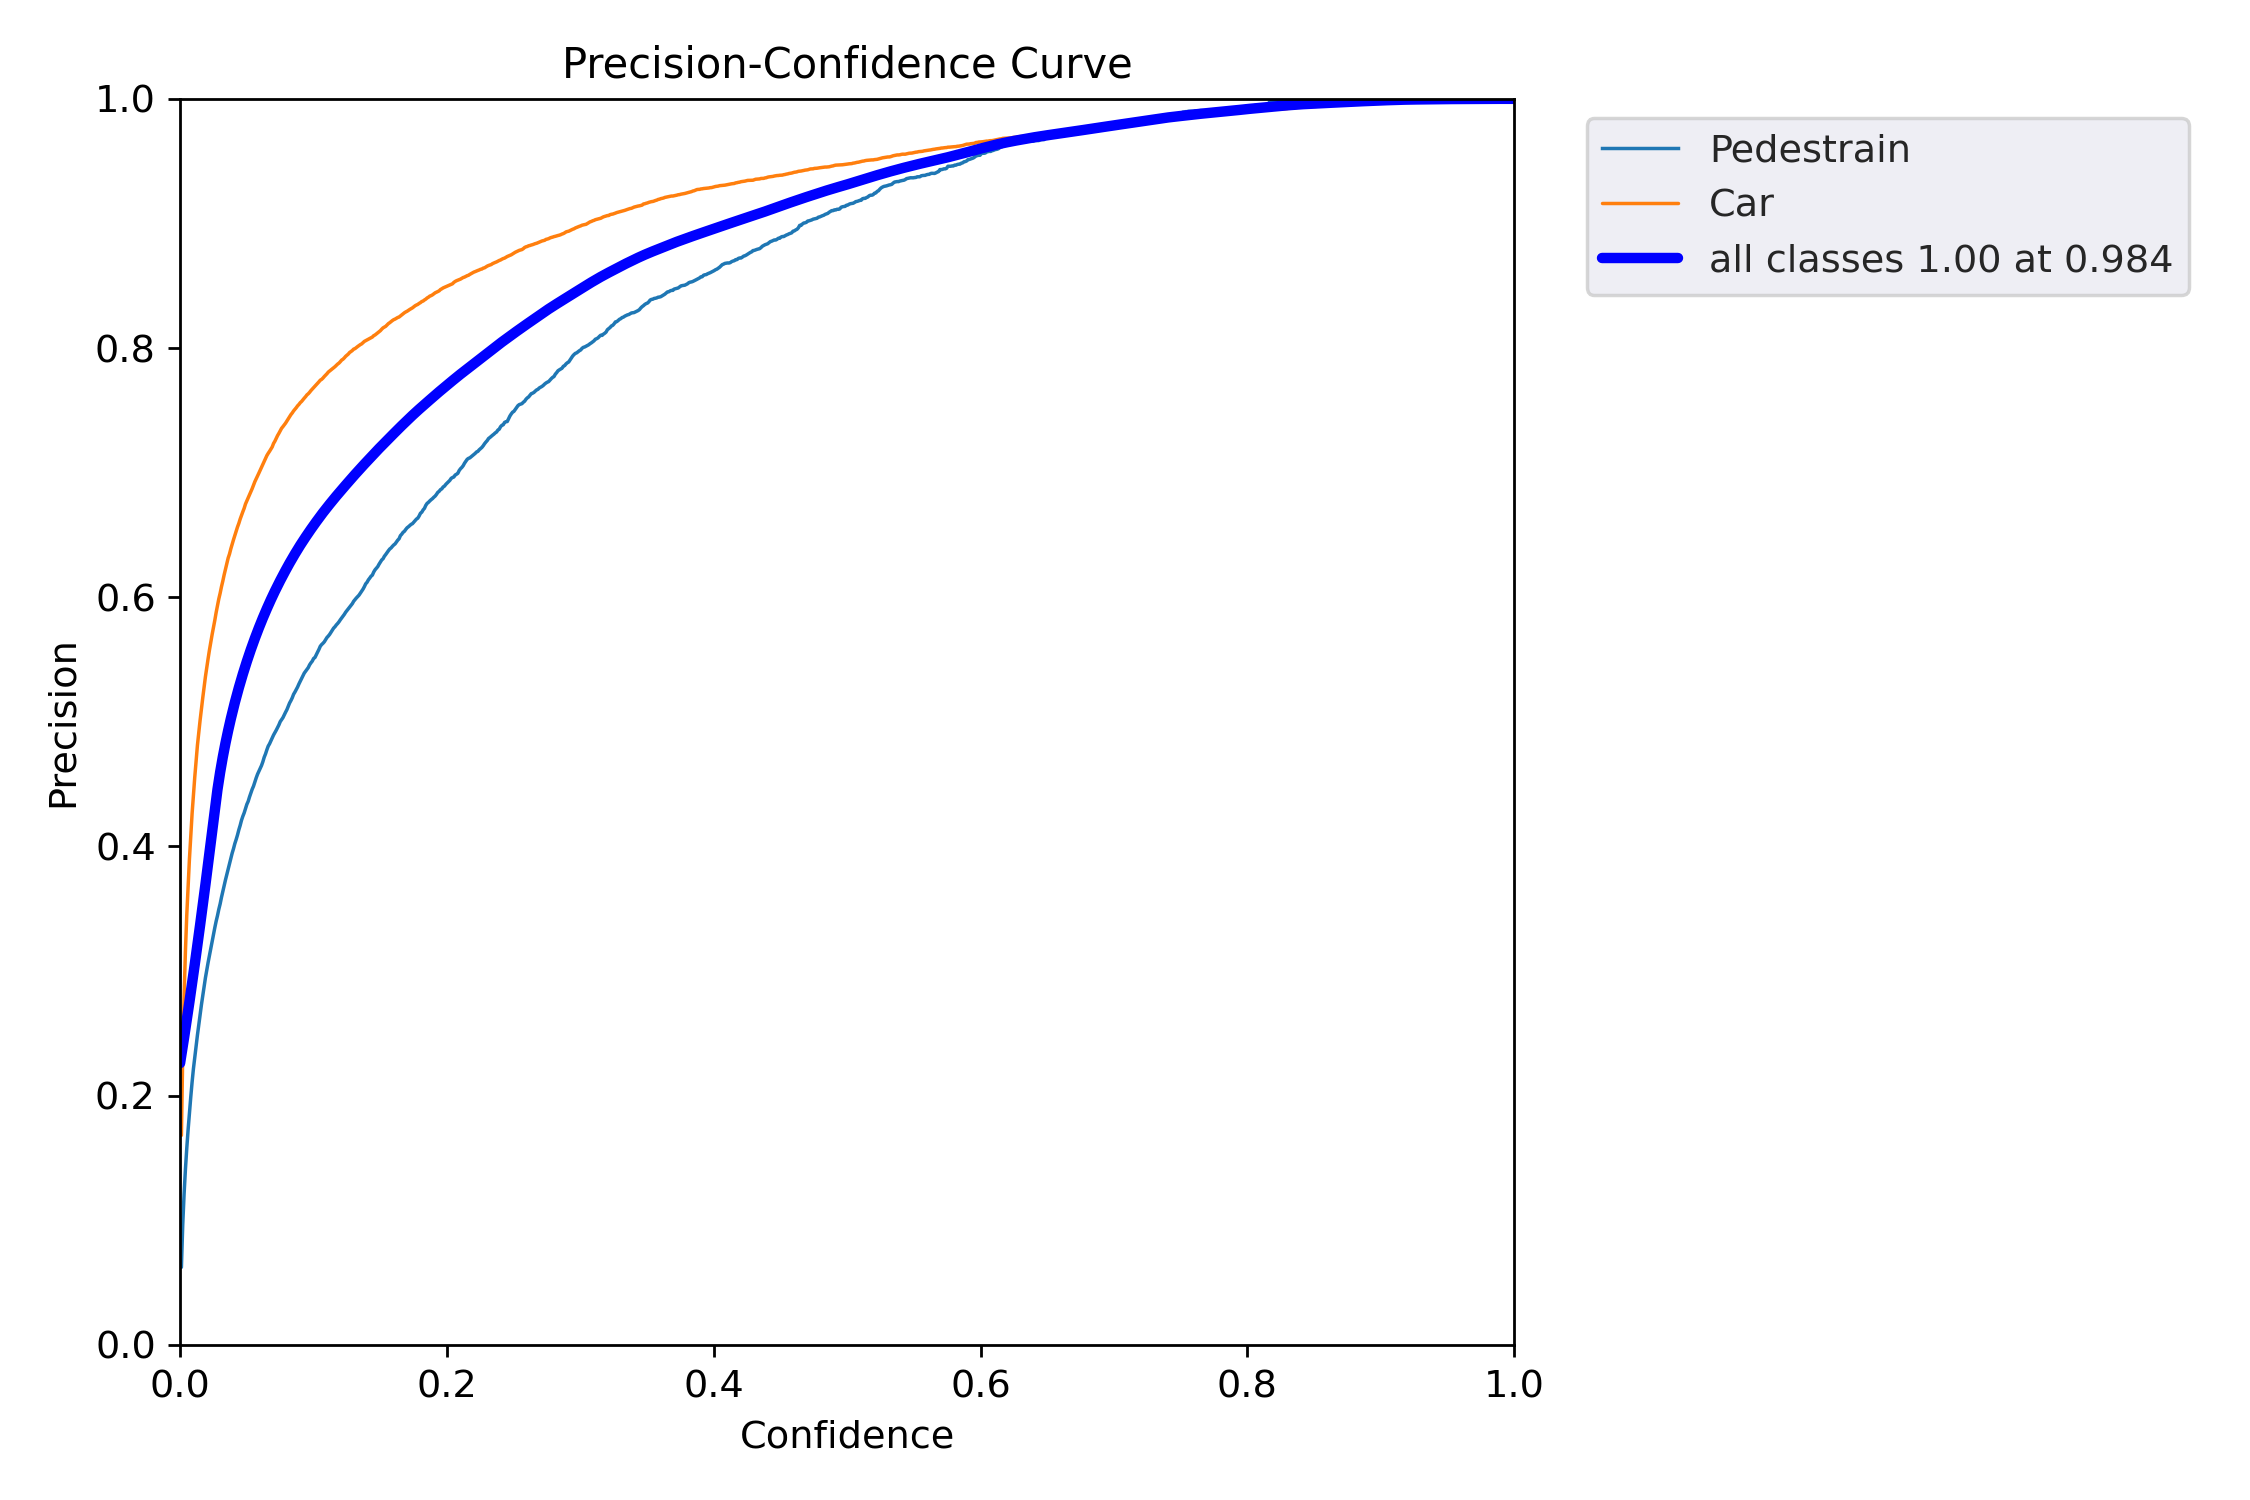 Precision-Confidence Curve
1.0
0.8
0.6
0.4
0.2
0.0
Precision
0.0 0.2 0.4 0.6 0.8 1.0
Confidence
Pedestrain
Car
all classes 1.00 at 0.984